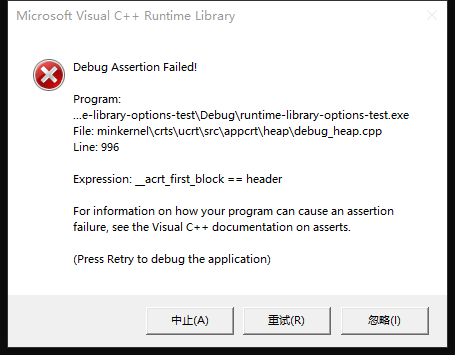 Microsoft Visual C++ Runtime Library
Debug Assertion Failed!
Program:
...e-library-options-test\Debug\runtime-library-options-test.exe
File: minkernel\crts\ucrt\src\appcrt\heap\debug_heap.cpp
Line: 996
Expression: __acrt_first_block == header
For information on how your program can cause an assertion
failure, see the Visual C++ documentation on asserts.
(Press Retry to debug the application)
中止(A)
重试(R)
忽略(I)